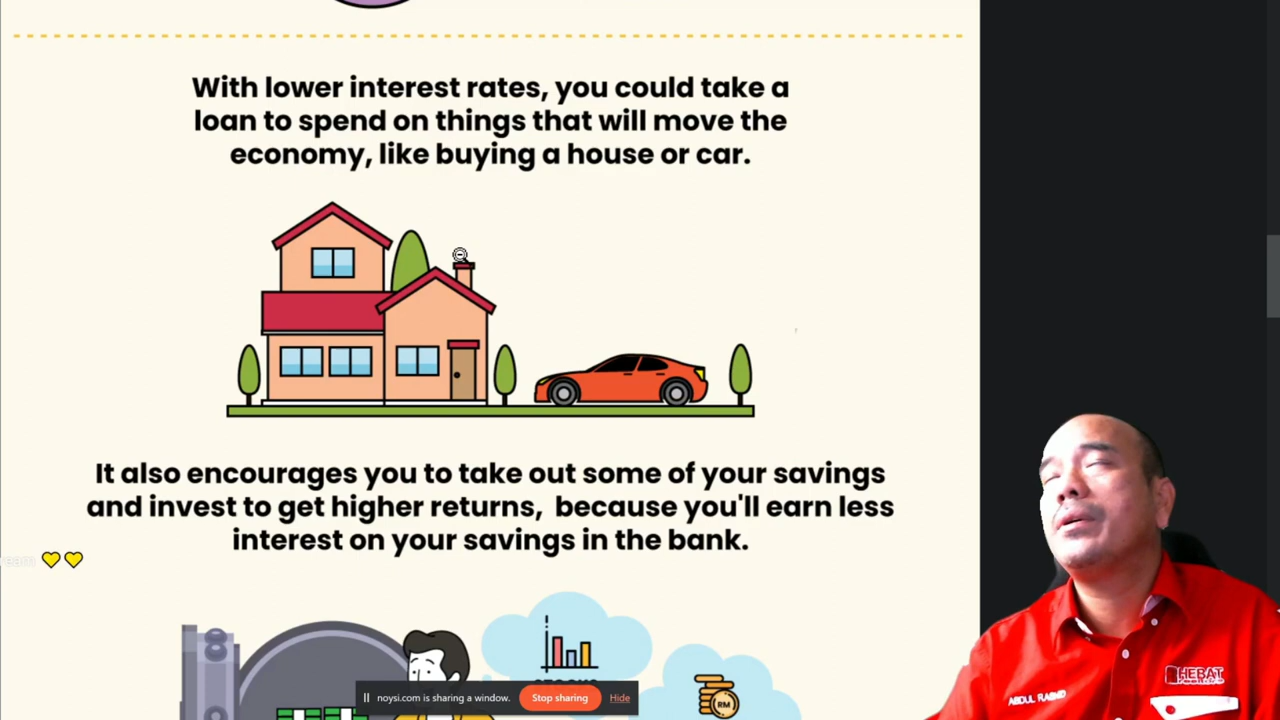 With lower interest rates, you could take a
loan to spend on things that will move the
economy, like buying a house or car.
It also encourages you to take out some of your savings
and invest to get higher returns, because you'll earn less
interest on your savings in the bank.
RM
noysi.com is sharing a window.
Stop sharing
Hide
HEBAT